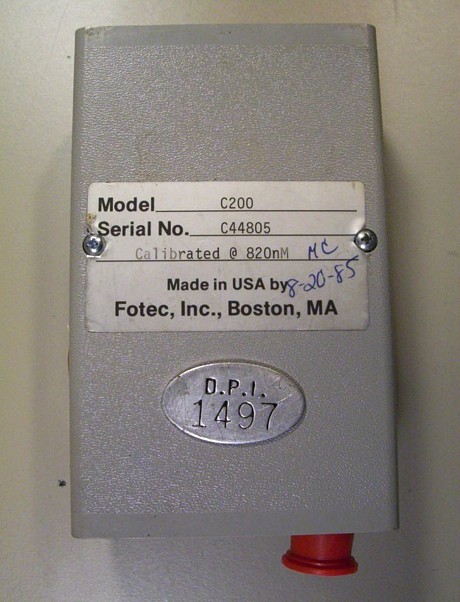 Model C200
Serial No. C44805
Calibrated @ 820nM MC
Made in USA by 8-20-85
Fotec, Inc., Boston, MA
D.P.I.
1497